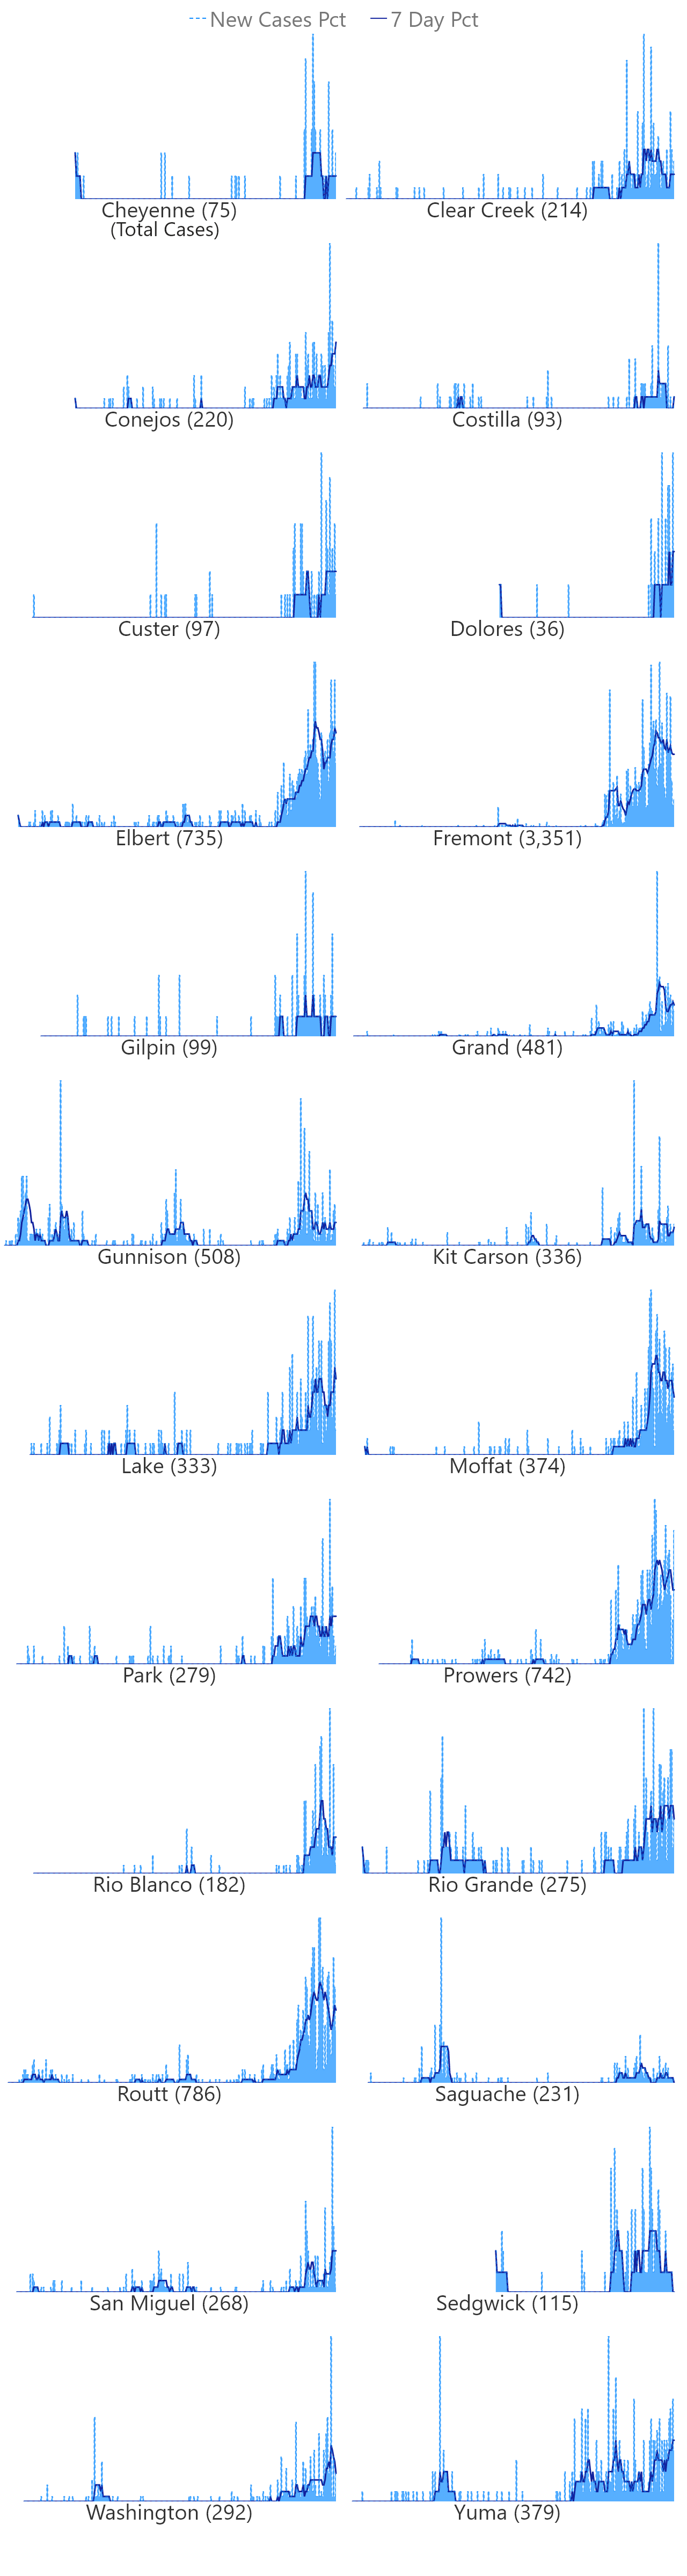 New Cases Pct 7 Day Pct
Cheyenne (75) Clear Creek (214)
(Total Cases)
Conejos (220) Costilla (93)
Custer (97) Dolores (36)
Elbert (735) Fremont (3,351)
Gilpin (99) Grand (481)
Gunnison (508) Kit Carson (336)
Lake (333) Moffat (374)
Park (279) Prowers (742)
Rio Blanco (182) Rio Grande (275)
Routt (786) Saguache (231)
San Miguel (268) Sedgwick (115)
Washington (292) Yuma (379)